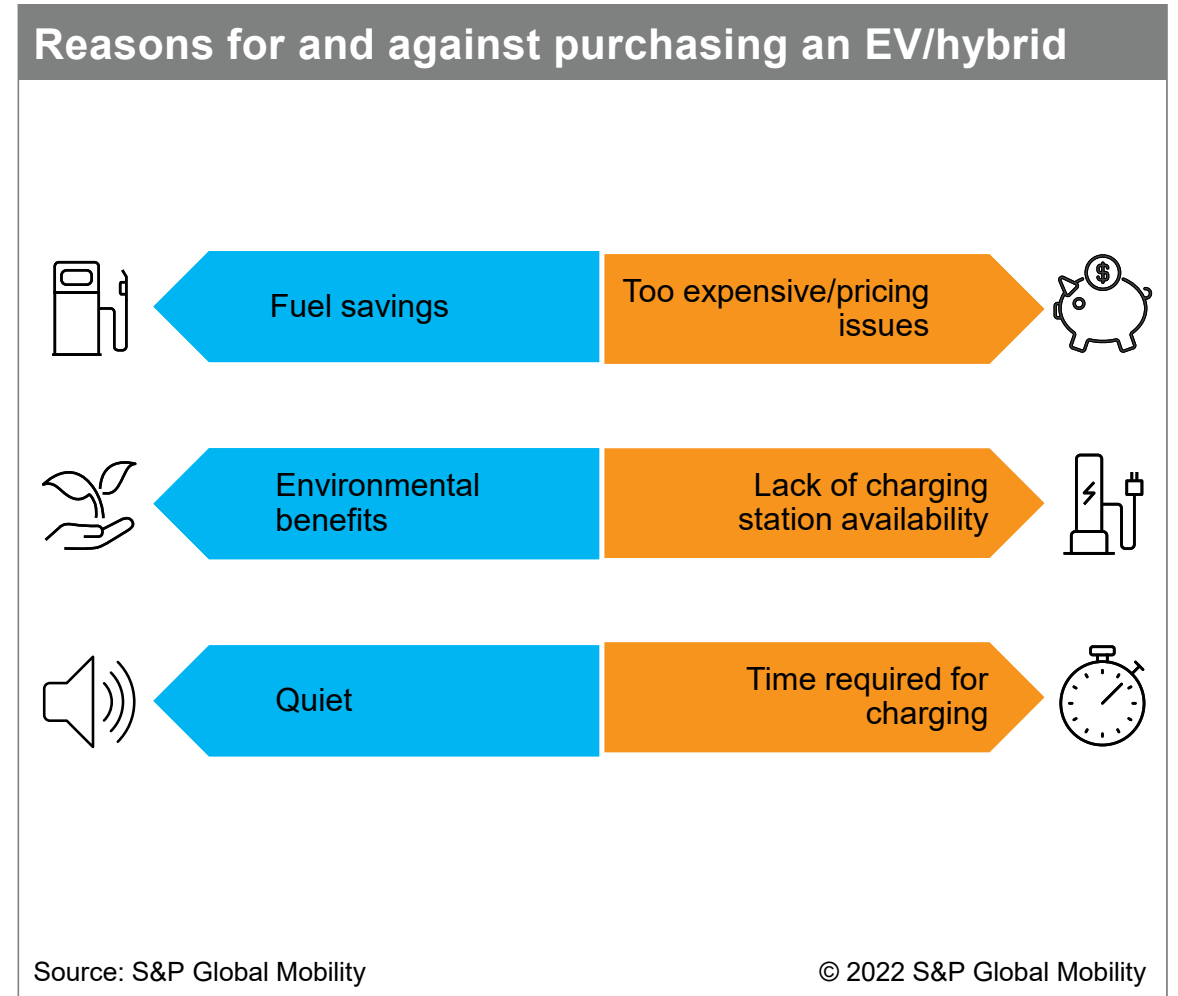 Reasons for and against purchasing an EV/hybrid
Fuel savings
Too expensive/pricing
issues
$
Environmental
benefits
Lack of charging
station availability
Quiet
Time required for
charging
Source: S&P Global Mobility
© 2022 S&P Global Mobility